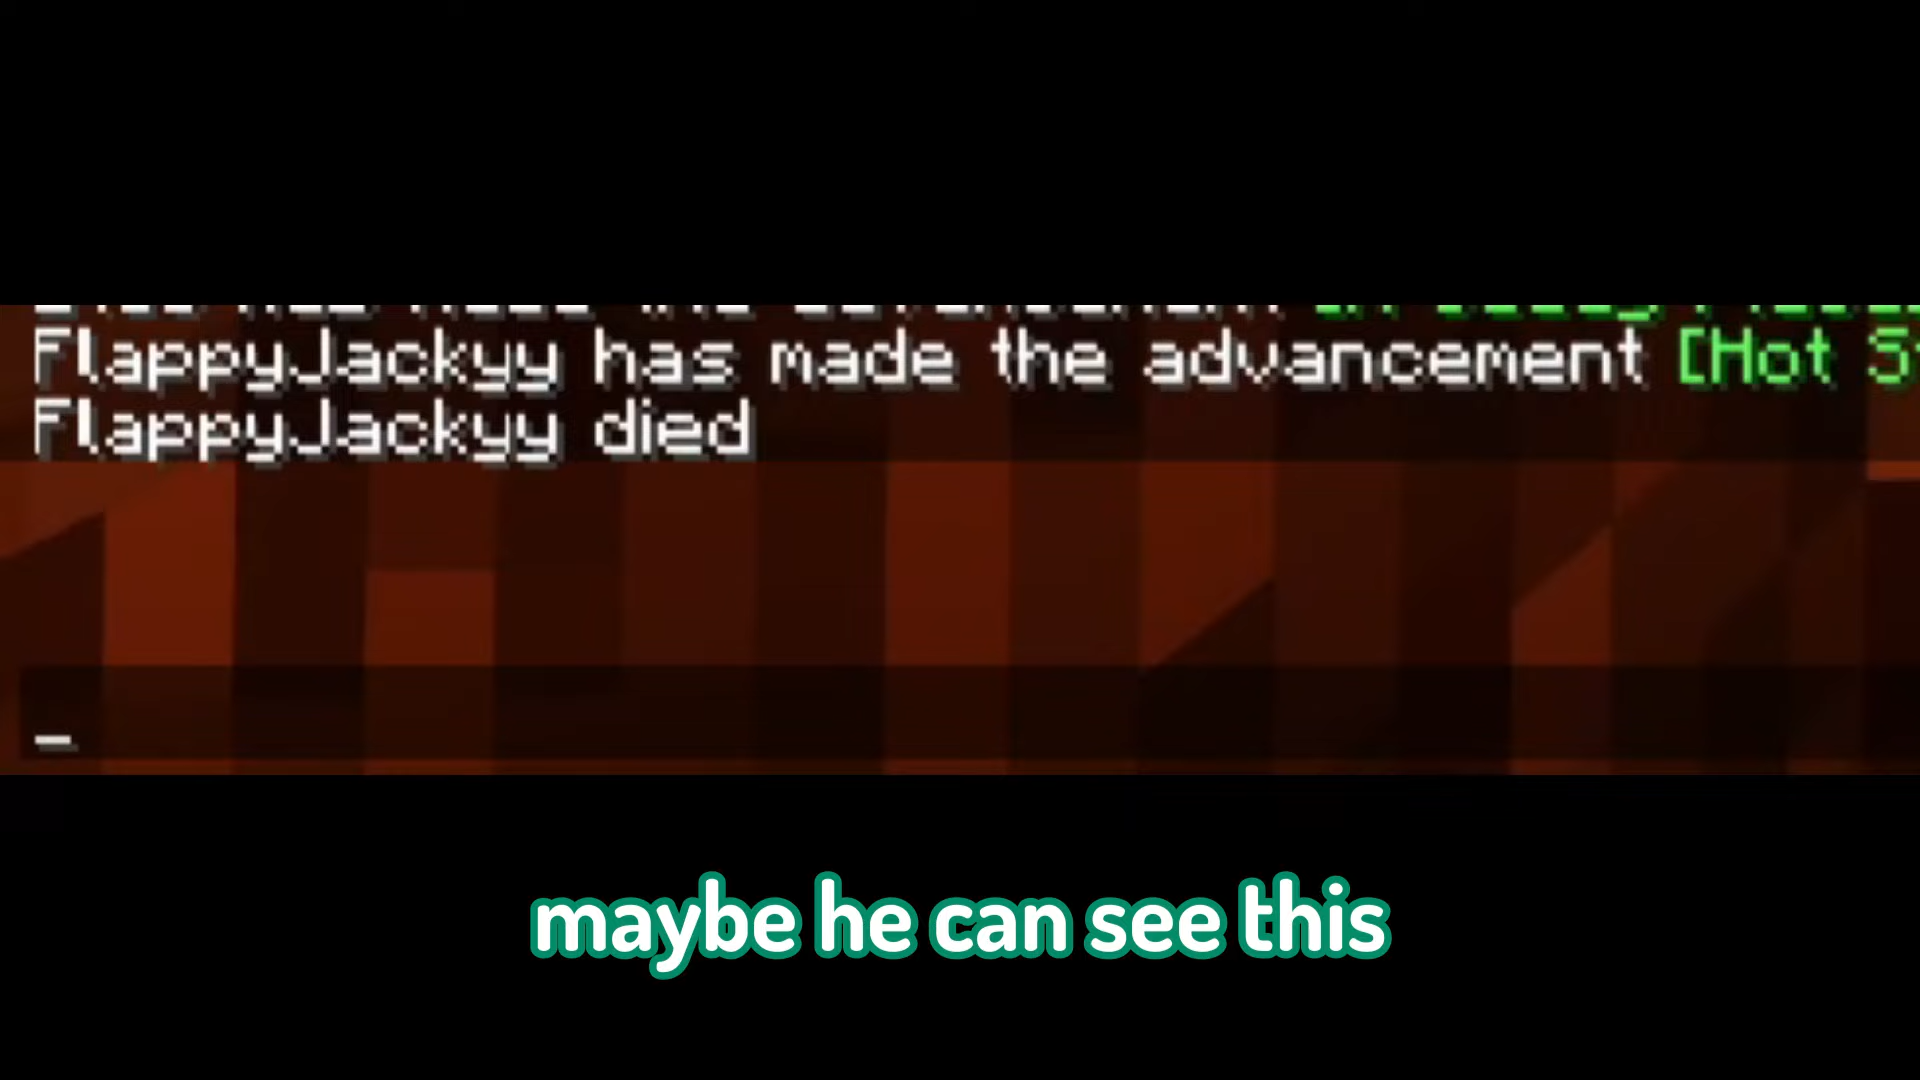 FlappyJackyy has made the advancement [Hot
FlappyJackyy died
_
maybe he can see this